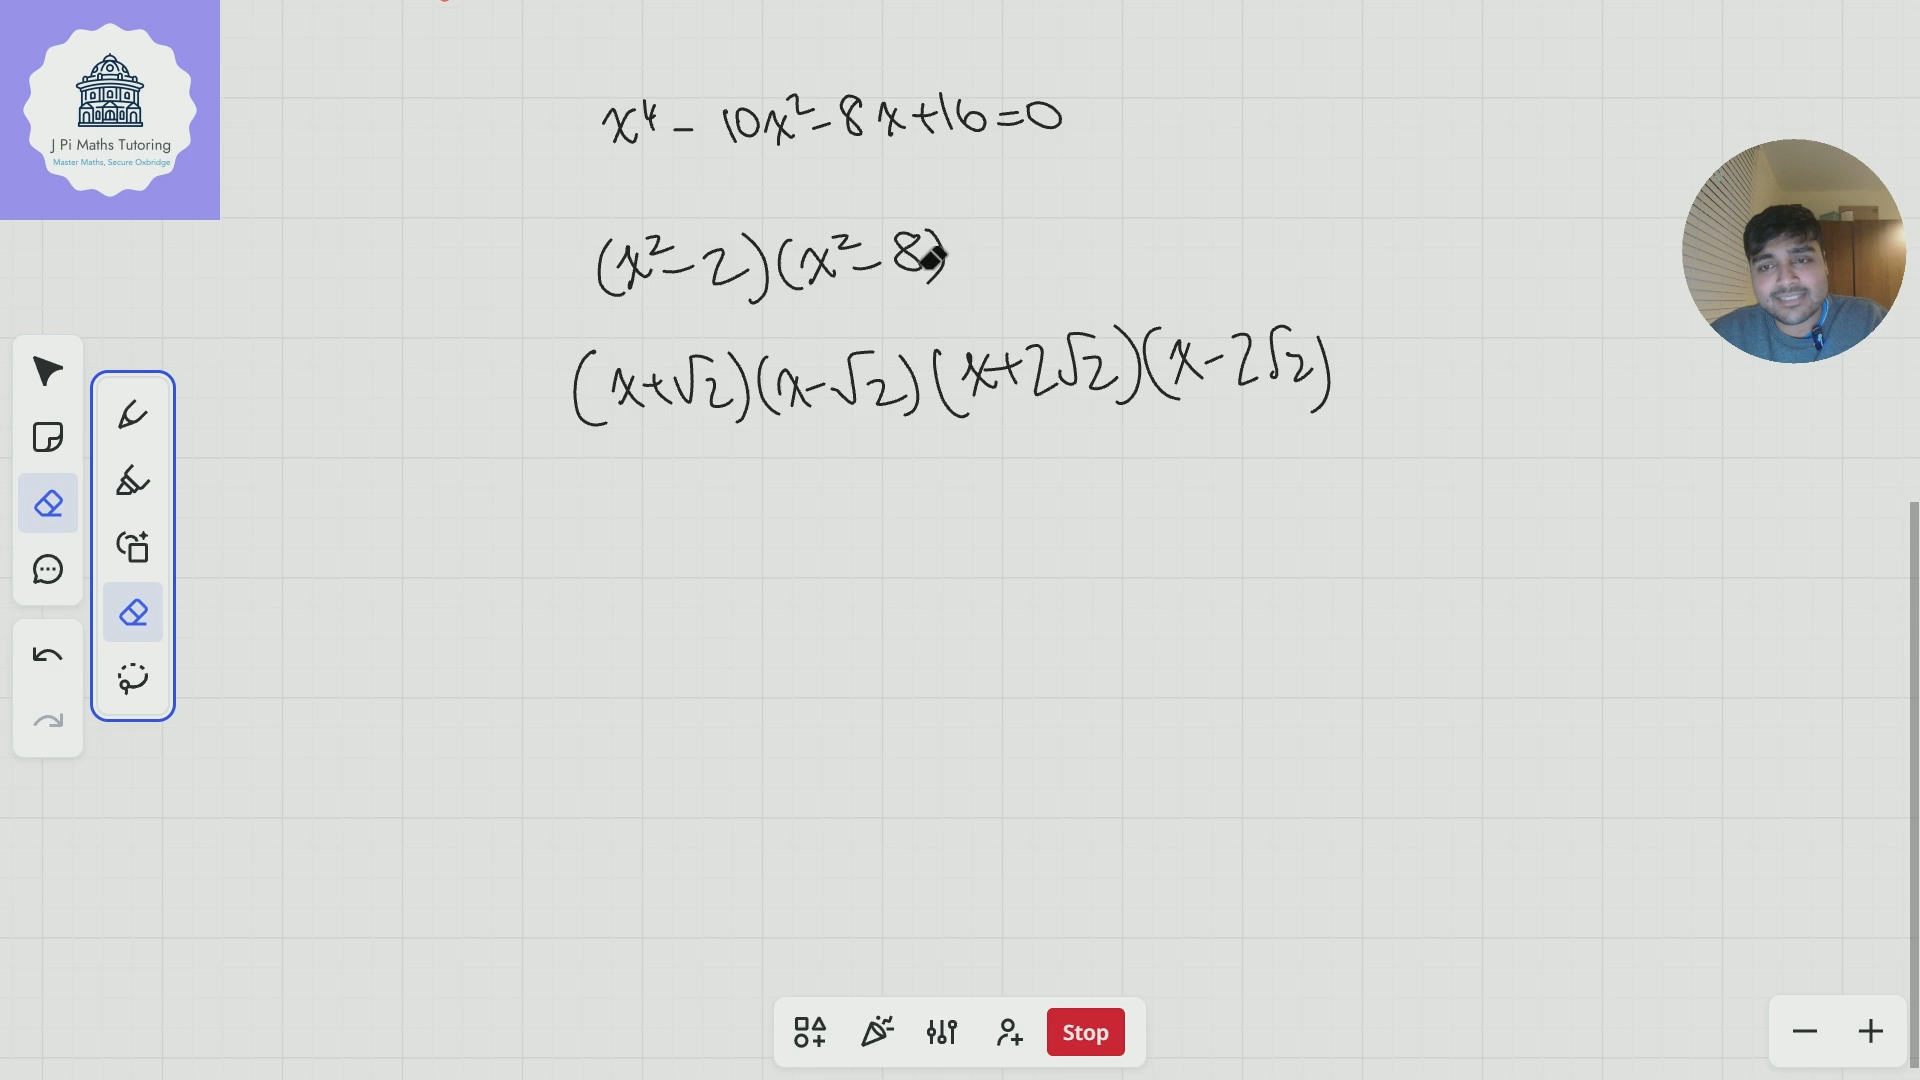 J Pi Maths Tutoring
Master Maths, Secure Oxbridge
x⁴ - 10x² - 8x + 16 = 0
(x² - 2)(x² - 8)
(x + √2)(x - √2)(x + 2√2)(x - 2√2)
Stop